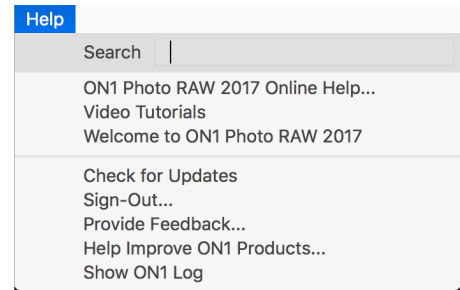 Help
Search
ON1 Photo RAW 2017 Online Help...
Video Tutorials
Welcome to ON1 Photo RAW 2017
Check for Updates
Sign-Out...
Provide Feedback...
Help Improve ON1 Products...
Show ON1 Log